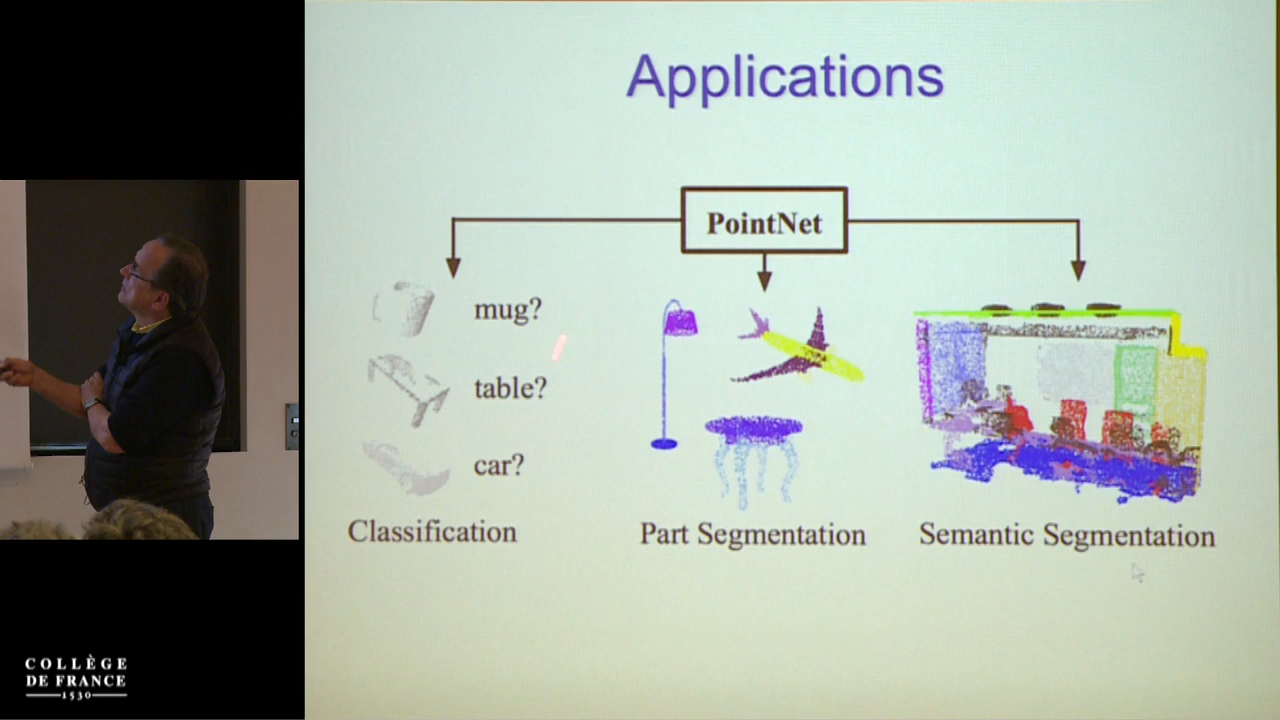 Applications
PointNet
mug?
table?
car?
Classification
Part Segmentation
Semantic Segmentation
COLLÈGE
DE FRANCE
1530